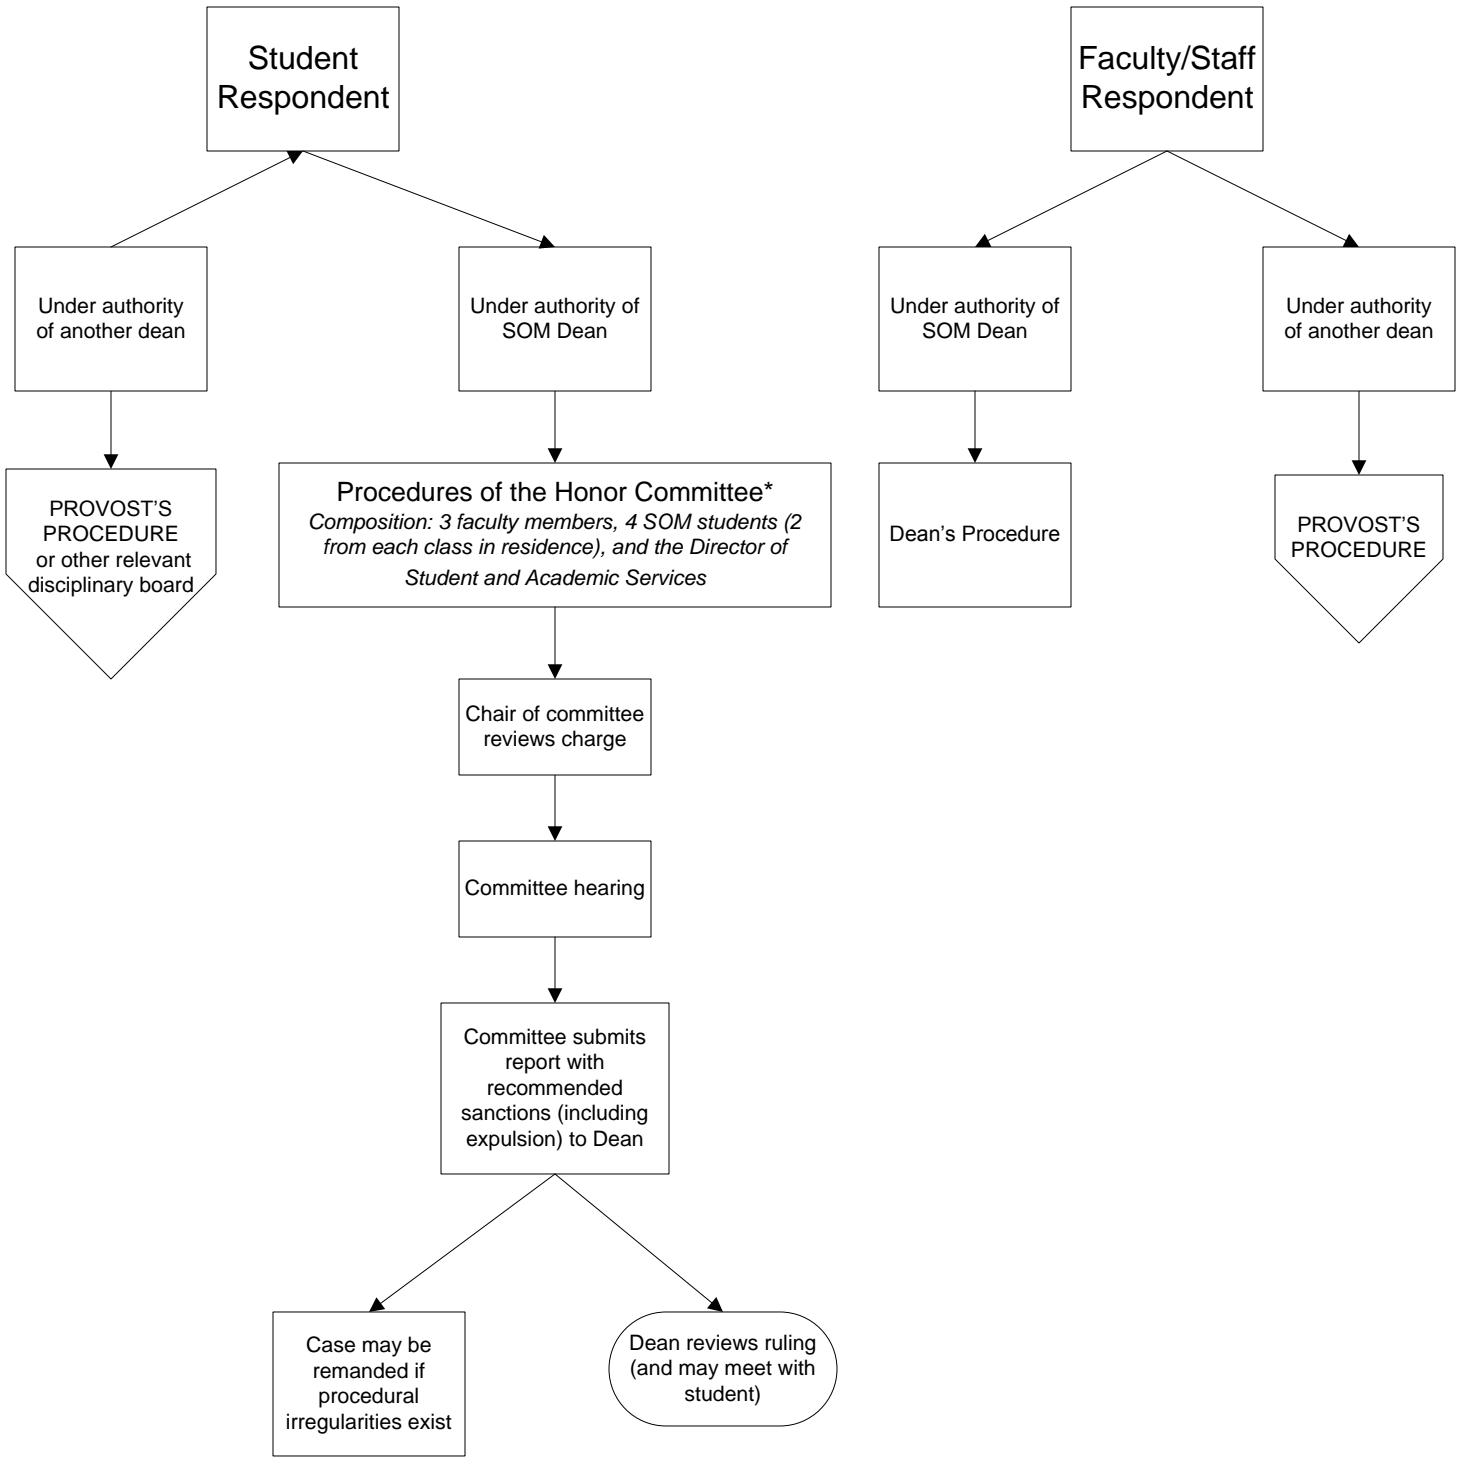 Student
Respondent
Faculty/Staff
Respondent
Under authority
of another dean
Under authority of
SOM Dean
Under authority of
SOM Dean
Under authority
of another dean
PROVOST’S
PROCEDURE
or other relevant
disciplinary board
Procedures of the Honor Committee*
Composition: 3 faculty members, 4 SOM students (2
from each class in residence), and the Director of
Student and Academic Services
Dean’s Procedure
PROVOST’S
PROCEDURE
Chair of committee
reviews charge
Committee hearing
Committee submits
report with
recommended
sanctions (including
expulsion) to Dean
Case may be
remanded if
procedural
irregularities exist
Dean reviews ruling
(and may meet with
student)